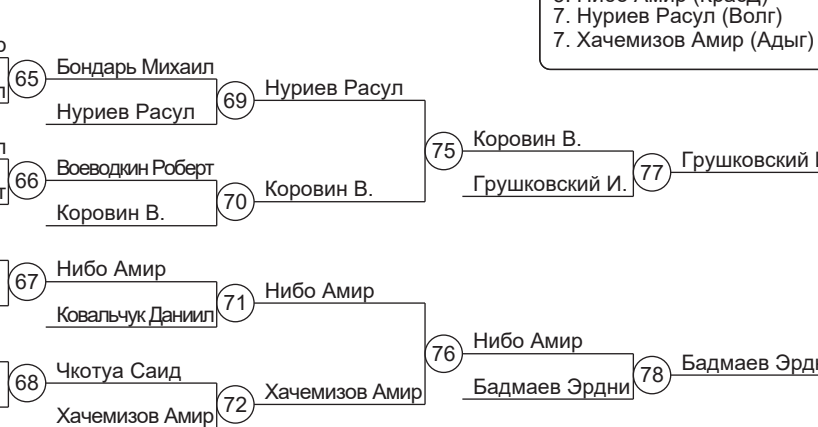 7. Нуриев Расул (Волг)
7. Хачемизов Амир (Адыг)
65 Бондарь Михаил
Нуриев Расул
69 Нуриев Расул
66 Воеводкин Роберт
Коровин В.
70 Коровин В.
75 Коровин В.
Грушковский И.
77 Грушковский
67 Нибо Амир
Ковальчук Даниил
71 Нибо Амир
68 Чкотуа Саид
Хачемизов Амир
72 Хачемизов Амир
76 Нибо Амир
Бадмаев Эрдни
78 Бадмаев